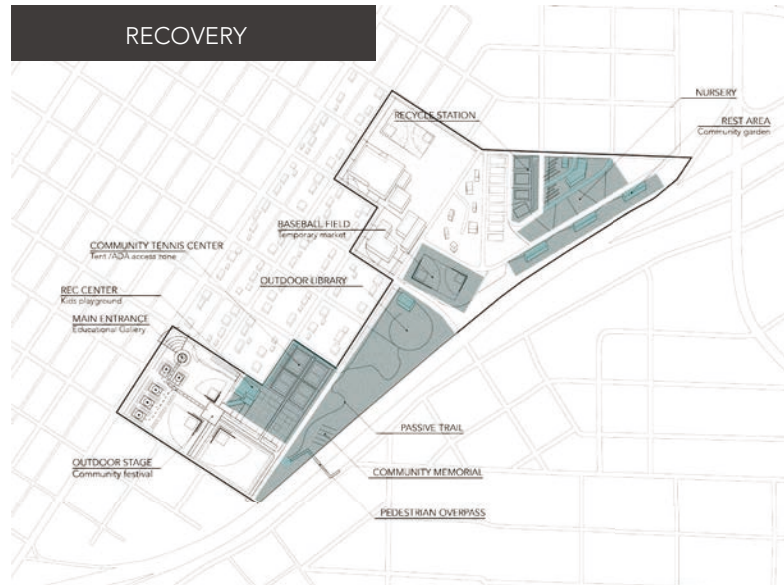 RECOVERY
NURSERY
RECYCLE STATION
REST AREA
Community garden
BASEBALL FIELD
Temporary market
COMMUNITY TENNIS CENTER
Tent /ADA access zone
OUTDOOR LIBRARY
REC CENTER
Kids playground
MAIN ENTRANCE
Educational Gallery
PASSIVE TRAIL
OUTDOOR STAGE
Community festival
COMMUNITY MEMORIAL
PEDESTRIAN OVERPASS